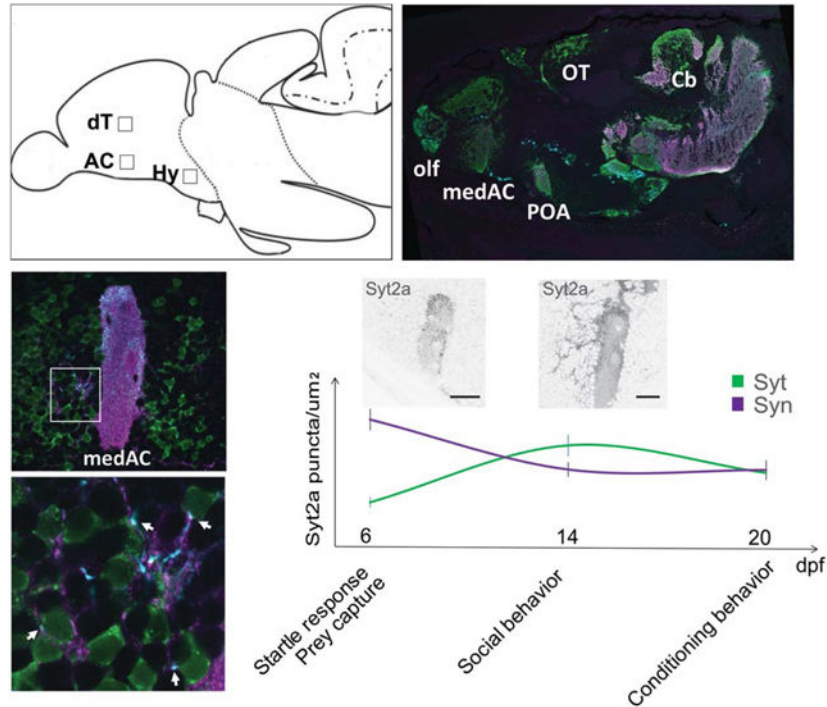 dT
AC
Hy
OT
Cb
olf
medAC
POA
medAC
Syt2a
Syt2a
Syt
Syn
Syt2a puncta/um2
6
14
20
dpf
Startle response
Prey capture
Social behavior
Conditioning behavior